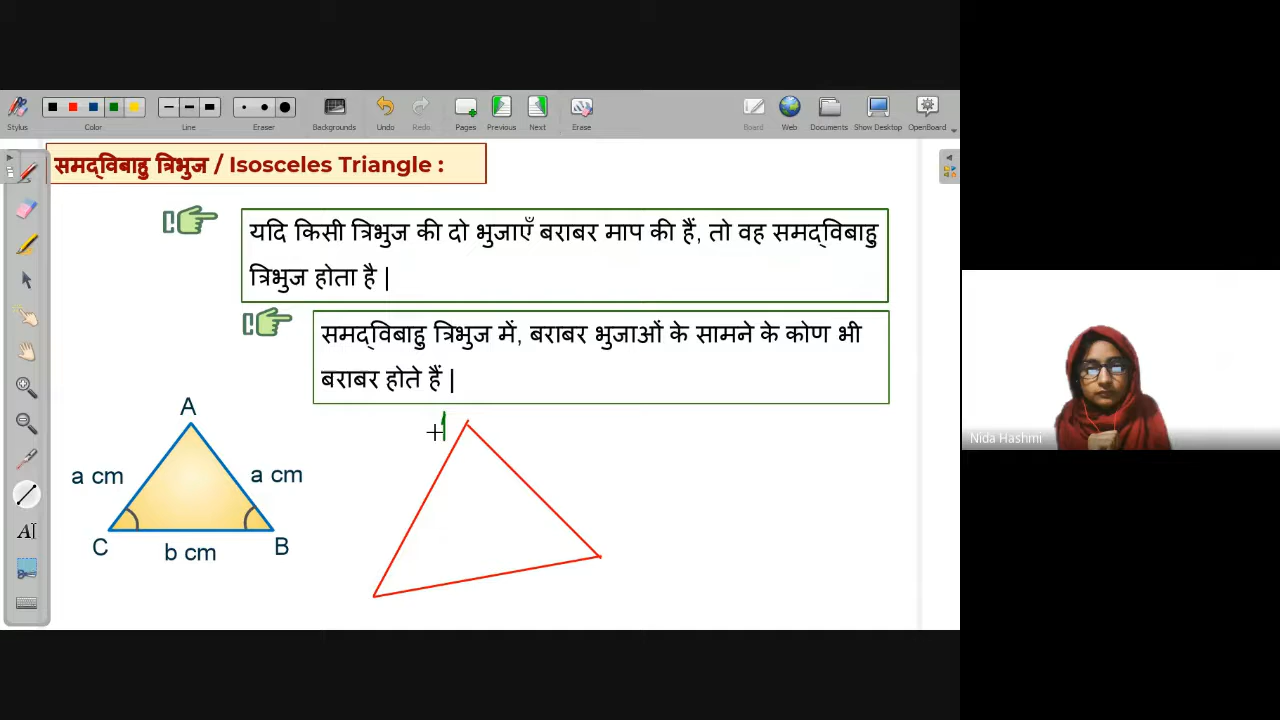 Stylus
Color
Line
Eraser
Backgrounds
Undo
Redo
Pages
Previous
Next
Erase
Board
Web
Documents
Show Desktop
OpenBoard
समद्विबाहु त्रिभुज / Isosceles Triangle :
यदि किसी त्रिभुज की दो भुजाएँ बराबर माप की हैं, तो वह समद्विबाहु
त्रिभुज होता है |
समद्विबाहु त्रिभुज में, बराबर भुजाओं के सामने के कोण भी
बराबर होते हैं |
A
a cm
a cm
C
b cm
B
AI
Nida Hashmi